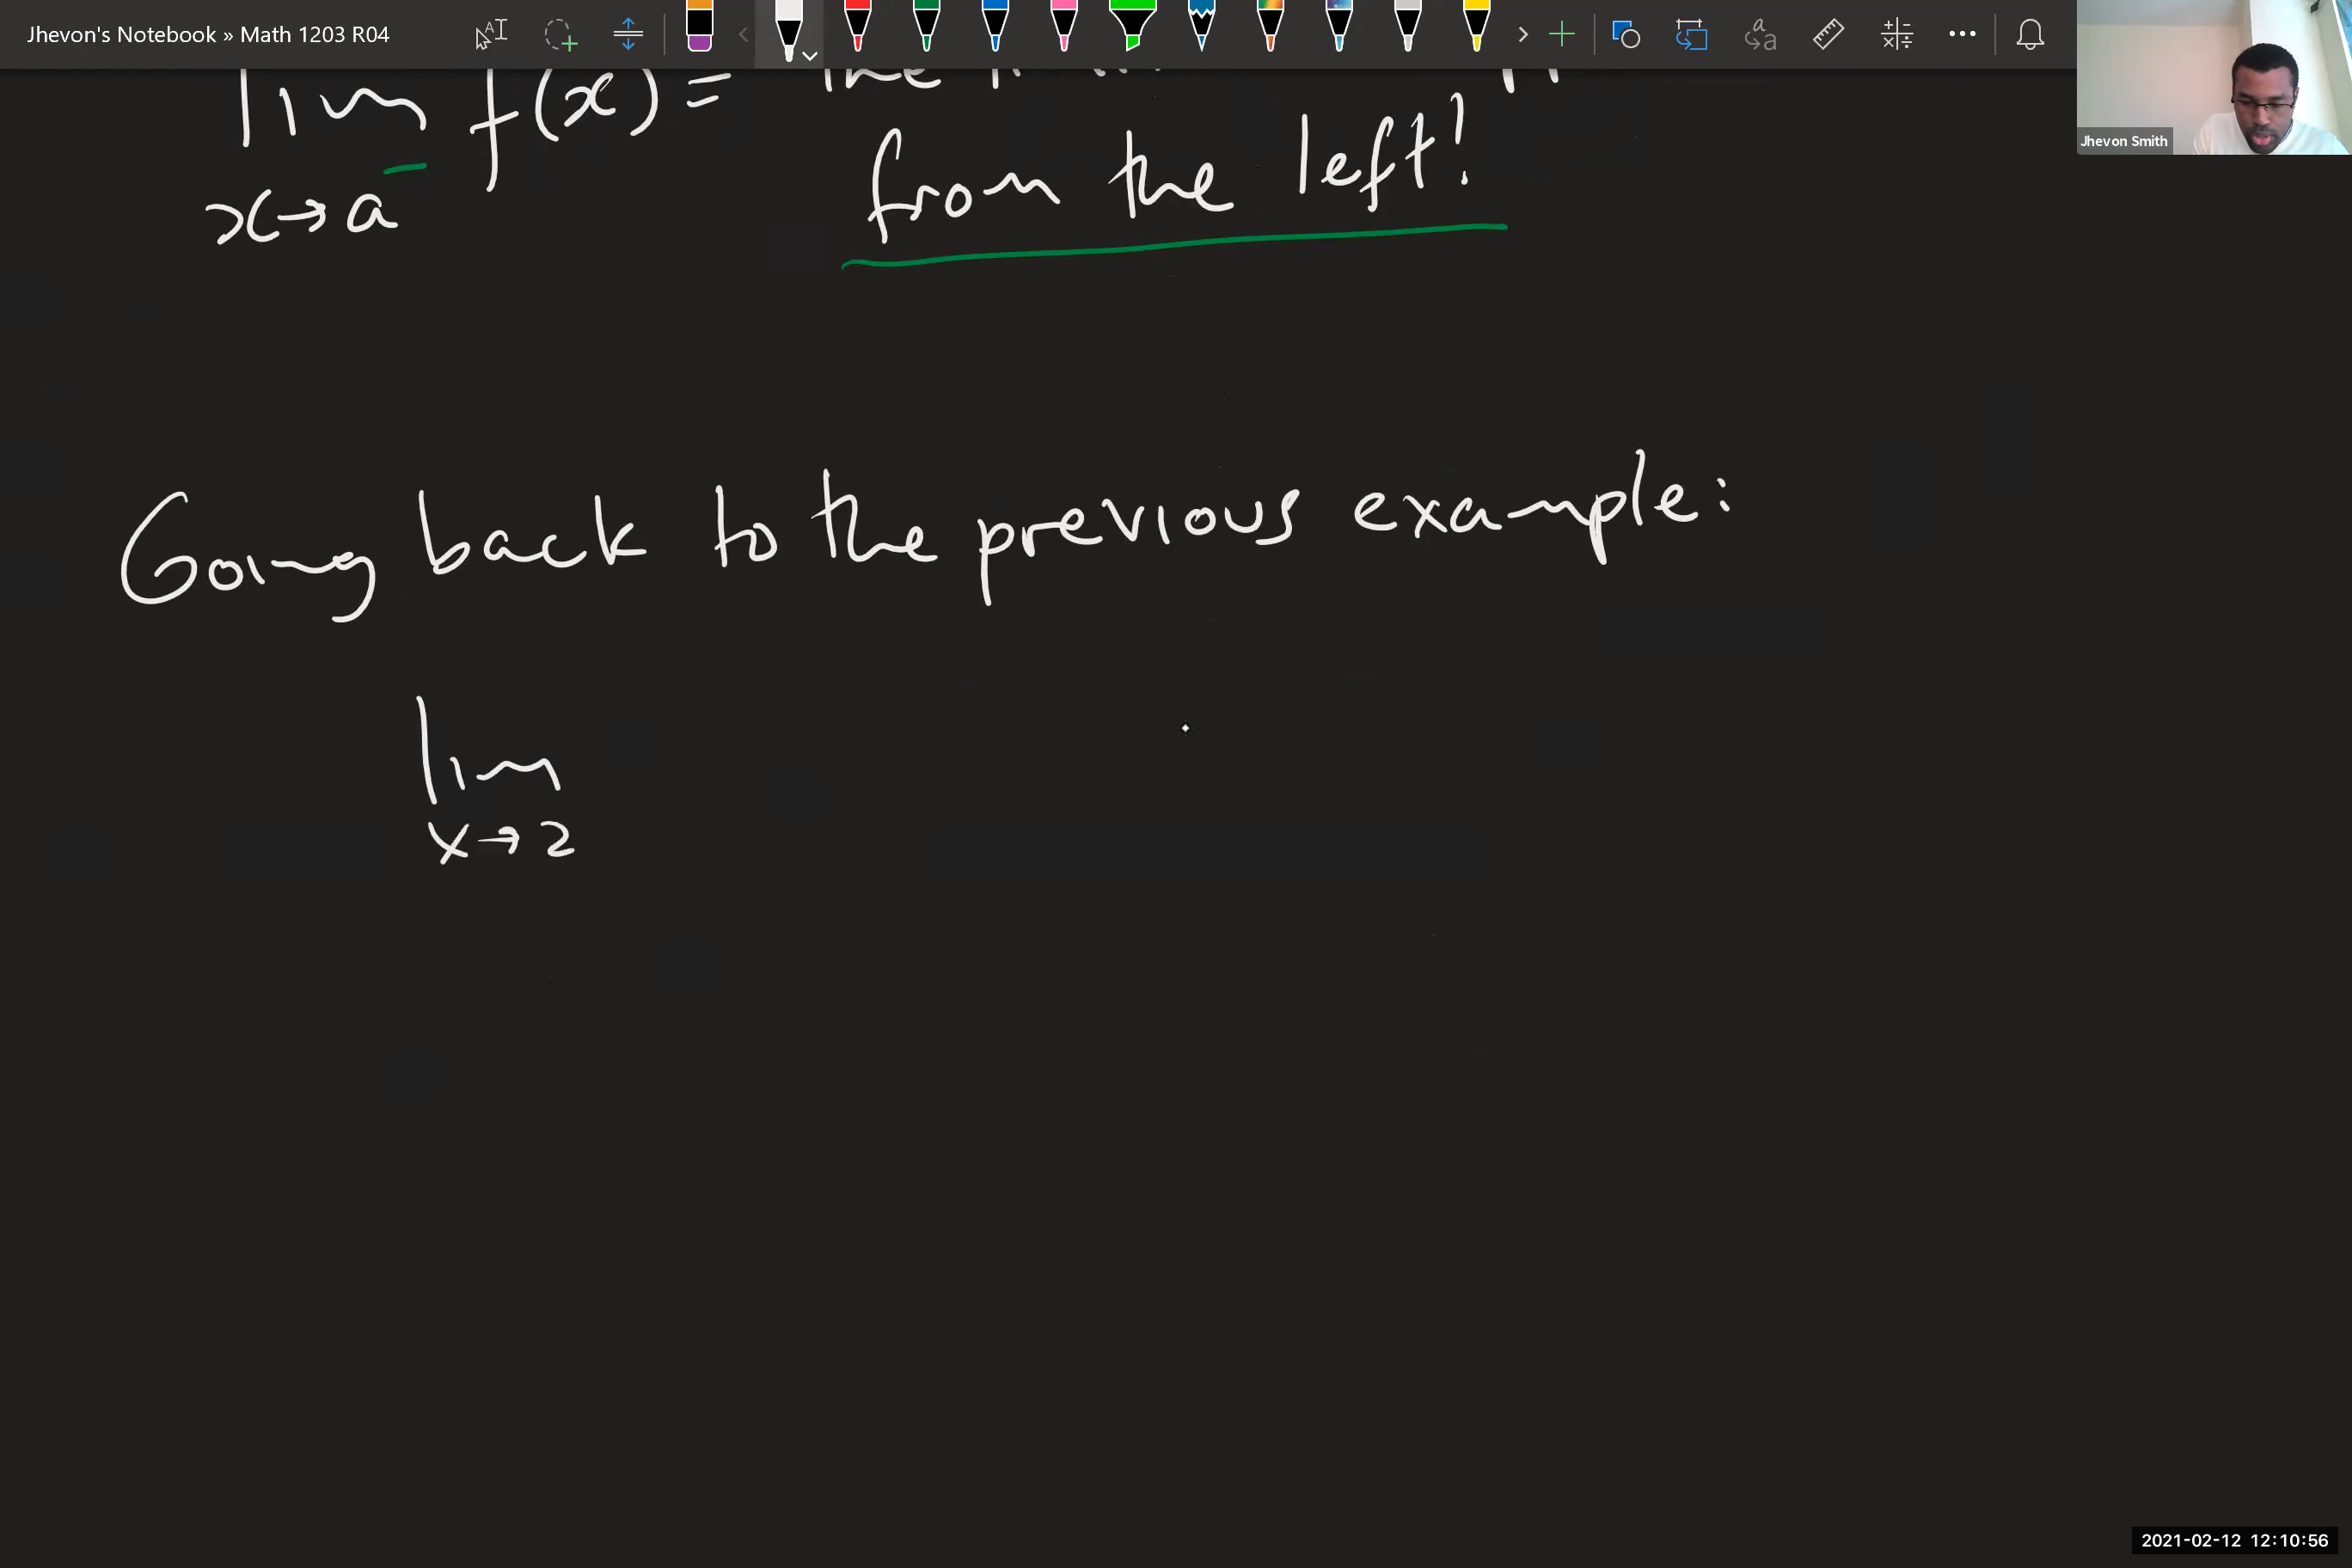 Jhevon's Notebook » Math 1203 R04
Jhevon Smith
lim f(x) = the
x→a⁻
from the left!
Going back to the previous example:
lim
x→2
2021-02-12 12:10:56